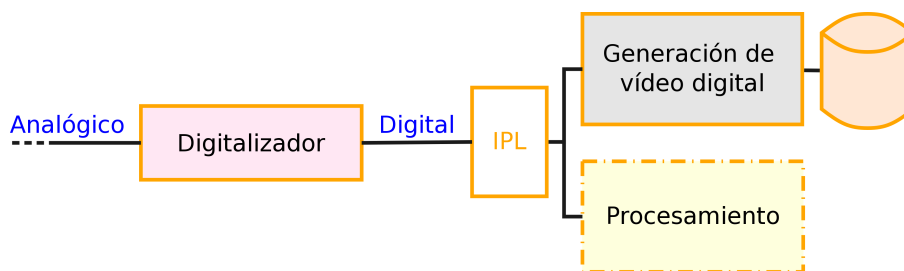 Analógico
Digitalizador
Digital
IPL
Generación de
vídeo digital
Procesamiento